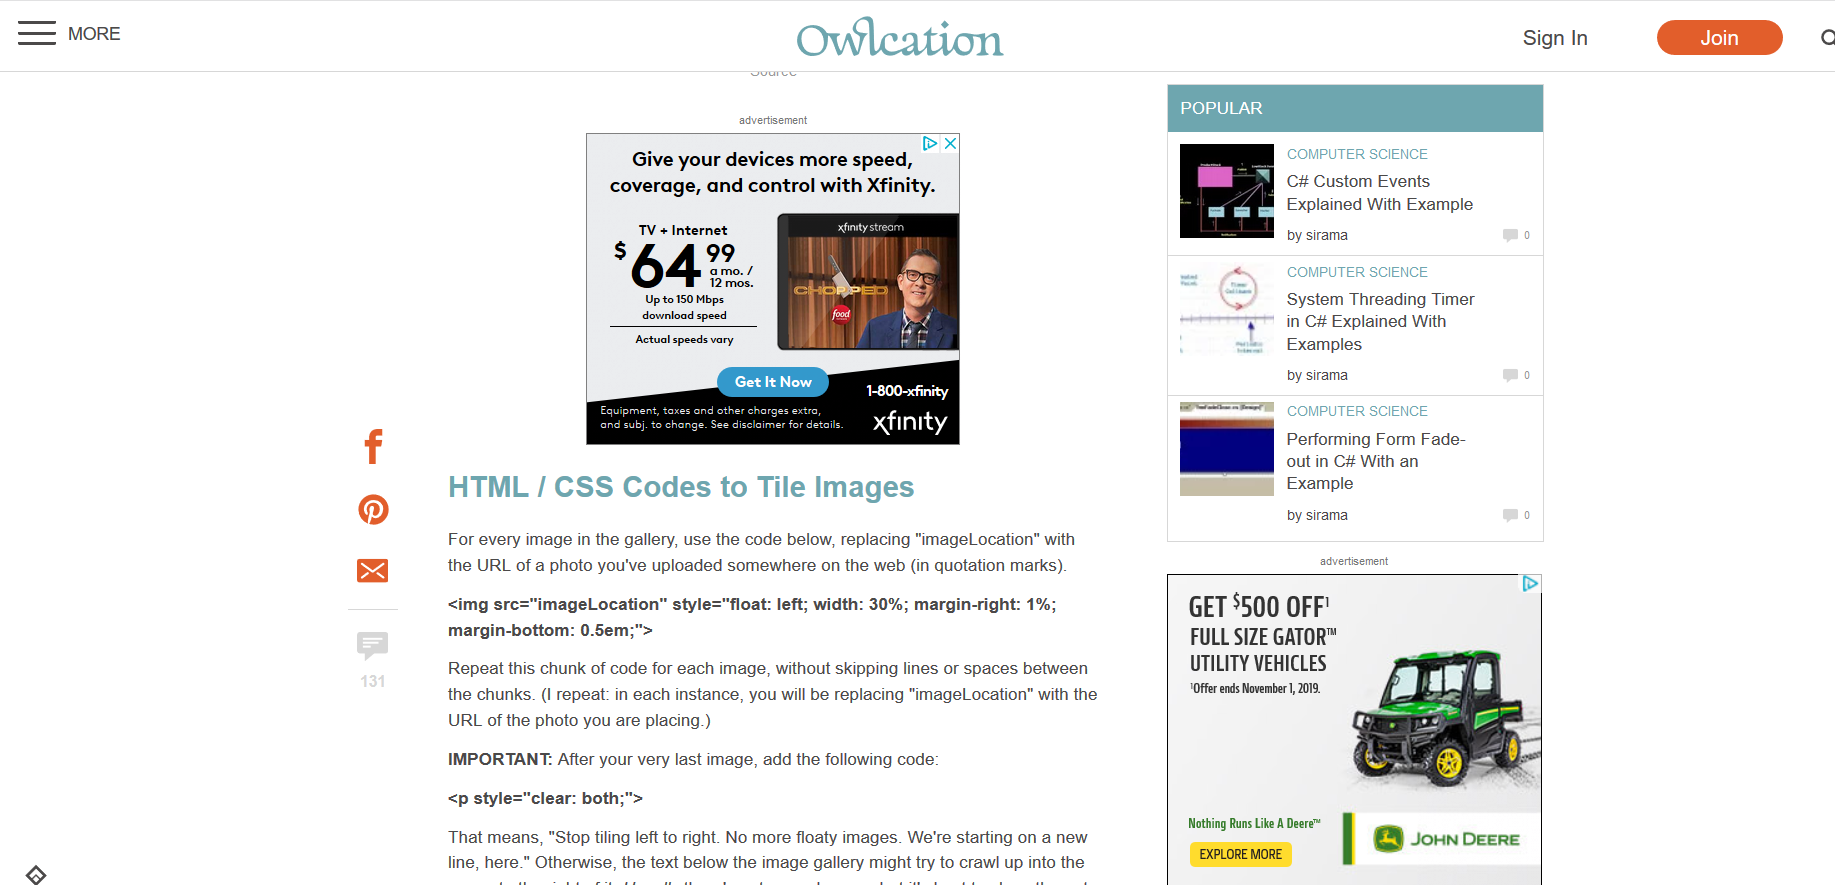 MORE
Owlcation
Sign In
Join
Source
advertisement
Give your devices more speed,
coverage, and control with Xfinity.
TV + Internet
$64.99
a mo. /
12 mos.
Up to 150 Mbps
download speed
Actual speeds vary
xfinity stream
CHOPPED
food
Get It Now
1-800-xfinity
Equipment, taxes and other charges extra,
and subj. to change. See disclaimer for details.
xfinity
131
HTML / CSS Codes to Tile Images
For every image in the gallery, use the code below, replacing "imageLocation" with
the URL of a photo you've uploaded somewhere on the web (in quotation marks).
<img src="imageLocation" style="float: left; width: 30%; margin-right: 1%;
margin-bottom: 0.5em;">
Repeat this chunk of code for each image, without skipping lines or spaces between
the chunks. (I repeat: in each instance, you will be replacing "imageLocation" with the
URL of the photo you are placing.)
IMPORTANT: After your very last image, add the following code:
<p style="clear: both;">
That means, "Stop tiling left to right. No more floaty images. We're starting on a new
line, here." Otherwise, the text below the image gallery might try to crawl up into the
POPULAR
COMPUTER SCIENCE
C# Custom Events
Explained With Example
by sirama
0
COMPUTER SCIENCE
System Threading Timer
in C# Explained With
Examples
by sirama
0
COMPUTER SCIENCE
Performing Form Fade-
out in C# With an
Example
by sirama
0
advertisement
GET $500 OFF¹
FULL SIZE GATOR™
UTILITY VEHICLES
¹Offer ends November 1, 2019.
Nothing Runs Like A Deere™
EXPLORE MORE
JOHN DEERE